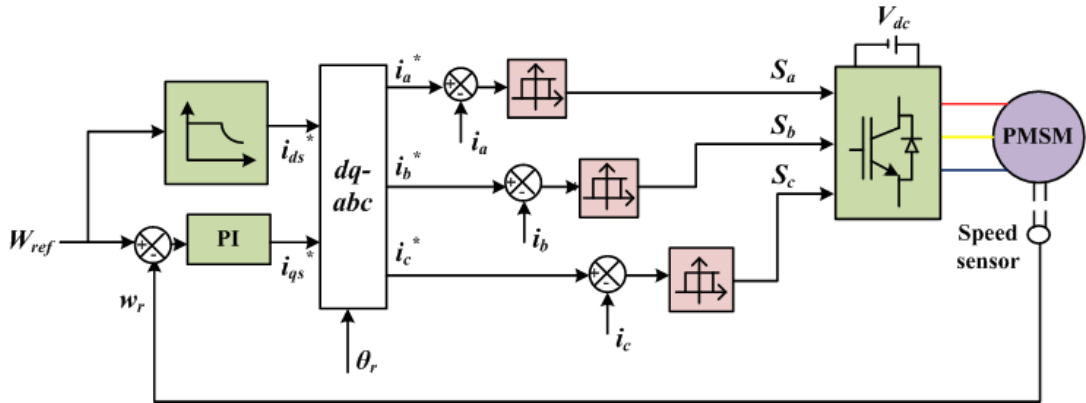 V_dc
i_a^*
i_a
S_a
i_ds^*
dq-
abc
i_b^*
i_b
S_b
PMSM
W_ref
PI
i_qs^*
i_c^*
i_c
S_c
Speed
sensor
w_r
θ_r
+
-
+
-
+
-
+
-